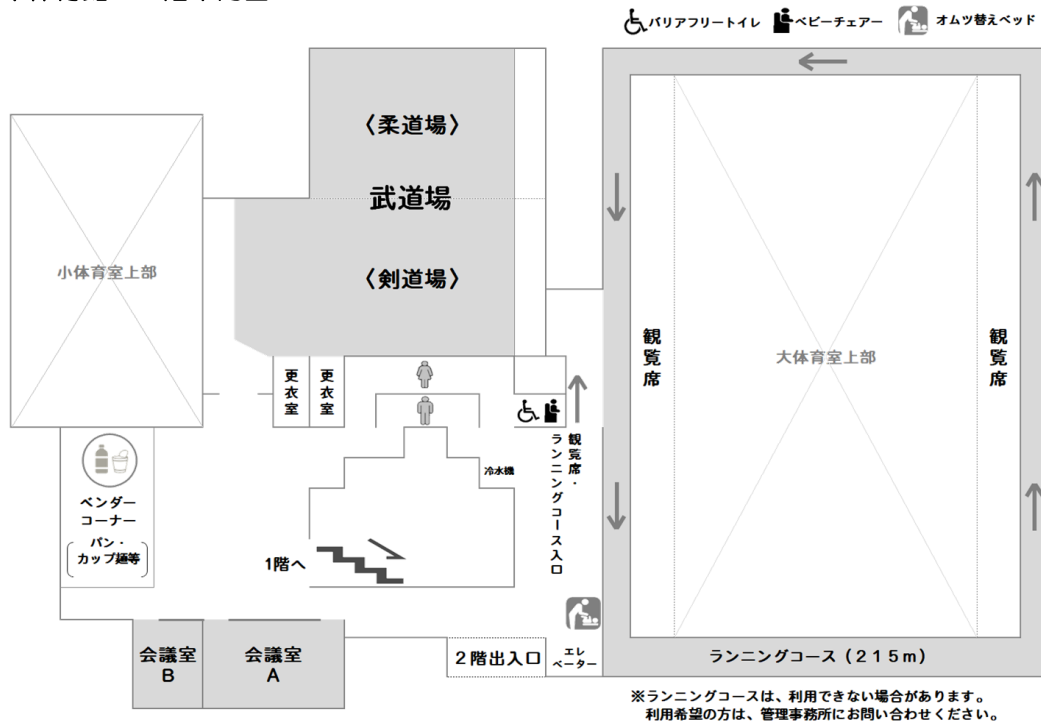 バリアフリートイレ
ベビーチェアー
オムツ替えベッド
〈柔道場〉
武道場
〈剣道場〉
小体育室上部
観覧席
大体育室上部
観覧席
更衣室
更衣室
観覧席・
ランニングコース入口
冷水機
ベンダー
コーナー
パン・
カップ麺等
1階へ
会議室
B
会議室
A
2階出入口
エレ
ベーター
ランニングコース(215m)
※ランニングコースは、利用できない場合があります。
利用希望の方は、管理事務所にお問い合わせください。